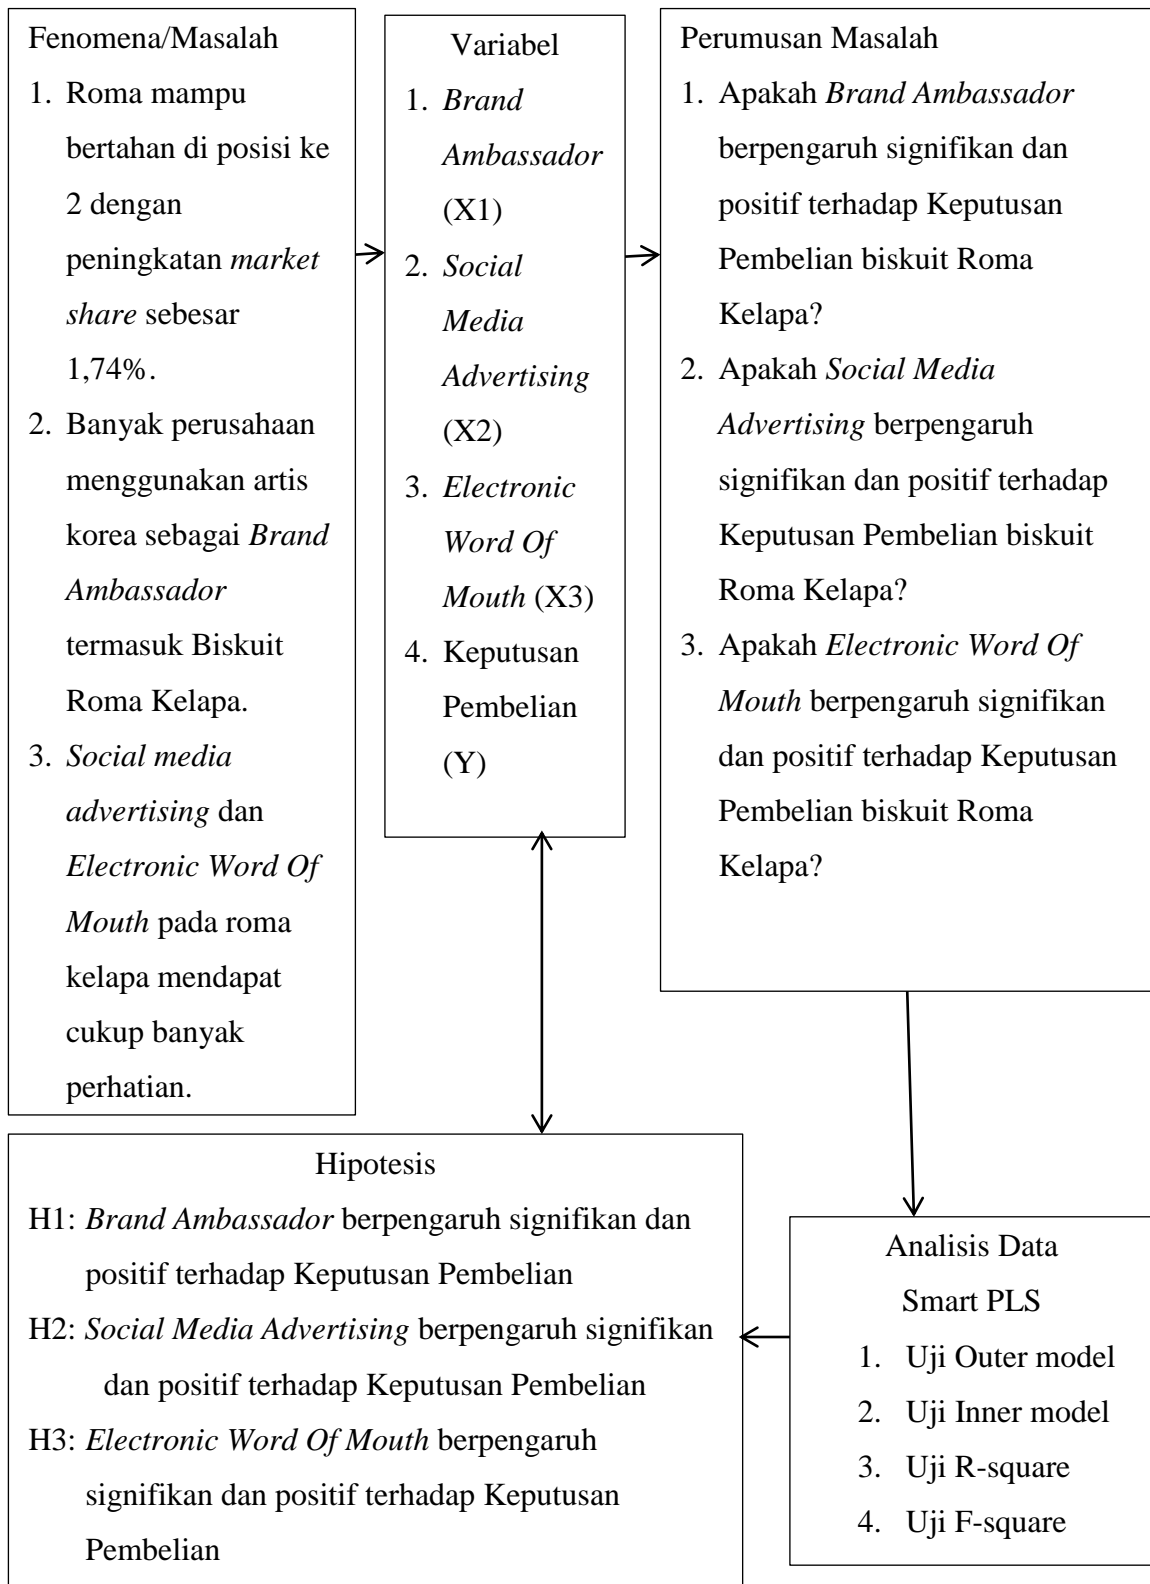 Fenomena/Masalah
1. Roma mampu
bertahan di posisi ke
2 dengan
peningkatan market
share sebesar
1,74%.
2. Banyak perusahaan
menggunakan artis
korea sebagai Brand
Ambassador
termasuk Biskuit
Roma Kelapa.
3. Social media
advertising dan
Electronic Word Of
Mouth pada roma
kelapa mendapat
cukup banyak
perhatian.
Variabel
1. Brand
Ambassador
(X1)
2. Social
Media
Advertising
(X2)
3. Electronic
Word Of
Mouth (X3)
4. Keputusan
Pembelian
(Y)
Perumusan Masalah
1. Apakah Brand Ambassador
berpengaruh signifikan dan
positif terhadap Keputusan
Pembelian biskuit Roma
Kelapa?
2. Apakah Social Media
Advertising berpengaruh
signifikan dan positif terhadap
Keputusan Pembelian biskuit
Roma Kelapa?
3. Apakah Electronic Word Of
Mouth berpengaruh signifikan
dan positif terhadap Keputusan
Pembelian biskuit Roma
Kelapa?
Hipotesis
H1: Brand Ambassador berpengaruh signifikan dan
positif terhadap Keputusan Pembelian
H2: Social Media Advertising berpengaruh signifikan
dan positif terhadap Keputusan Pembelian
H3: Electronic Word Of Mouth berpengaruh
signifikan dan positif terhadap Keputusan
Pembelian
Analisis Data
Smart PLS
1. Uji Outer model
2. Uji Inner model
3. Uji R-square
4. Uji F-square